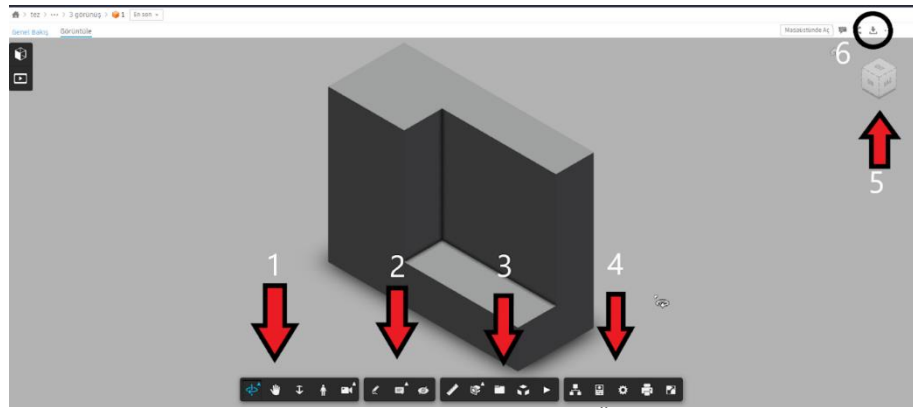 tez > ... > 3 görünüş > 1 En son
Genel Bakış Görüntüle
Masaüstünde Aç
6
5
1 2 3 4